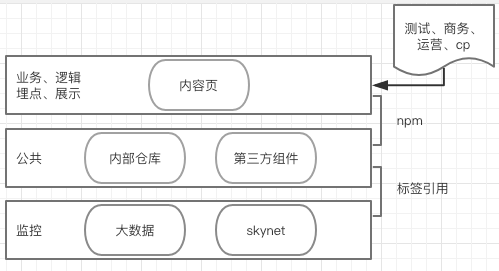 测试、商务、
运营、cp
业务、逻辑
埋点、展示
内容页
npm
公共
内部仓库
第三方组件
标签引用
监控
大数据
skynet